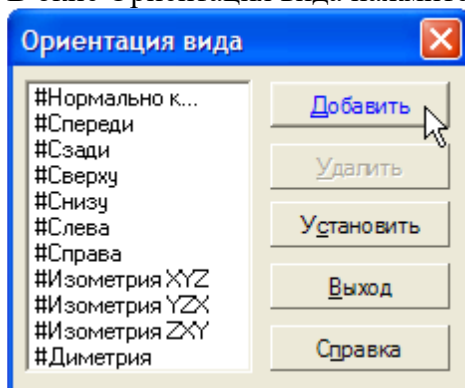 В окне Ориентация вида нажмите
Ориентация вида
#Нормально к...
#Спереди
#Сзади
#Сверху
#Снизу
#Слева
#Справа
#Изометрия XYZ
#Изометрия YZX
#Изометрия ZXY
#Диметрия
Добавить
Удалить
Установить
Выход
Справка